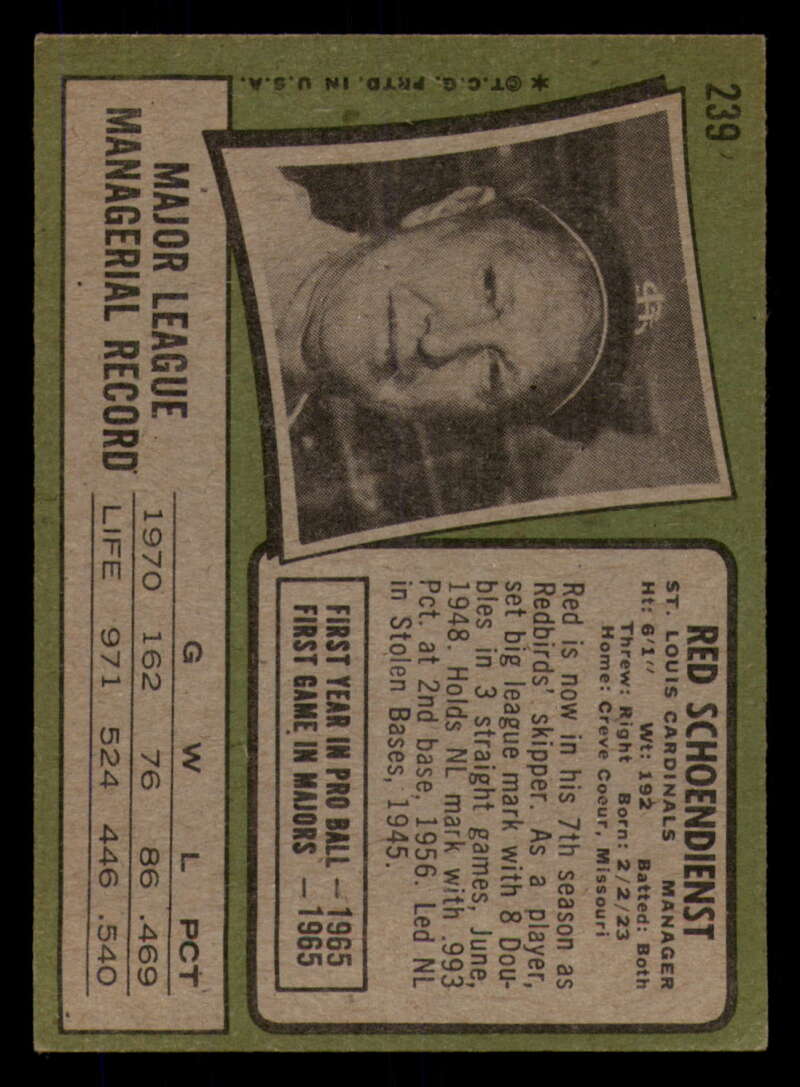 239
* ©T.C.G. PRTD. IN U.S.A.
StL
RED SCHOENDIENST
ST. LOUIS CARDINALS MANAGER
Ht: 6'1" Wt: 192 Batted: Both
Threw: Right Born: 2/2/23
Home: Creve Coeur, Missouri
Red is now in his 7th season as
Redbirds' skipper. As a player,
set big league mark with 8 Dou-
bles in 3 straight games, June,
1948. Holds NL mark with .993
Pct. at 2nd base, 1956. Led NL
in Stolen Bases, 1945.
FIRST YEAR IN PRO BALL — 1965
FIRST GAME IN MAJORS — 1965
MAJOR LEAGUE
MANAGERIAL RECORD
G W L PCT
1970 162 76 86 .469
LIFE 971 524 446 .540